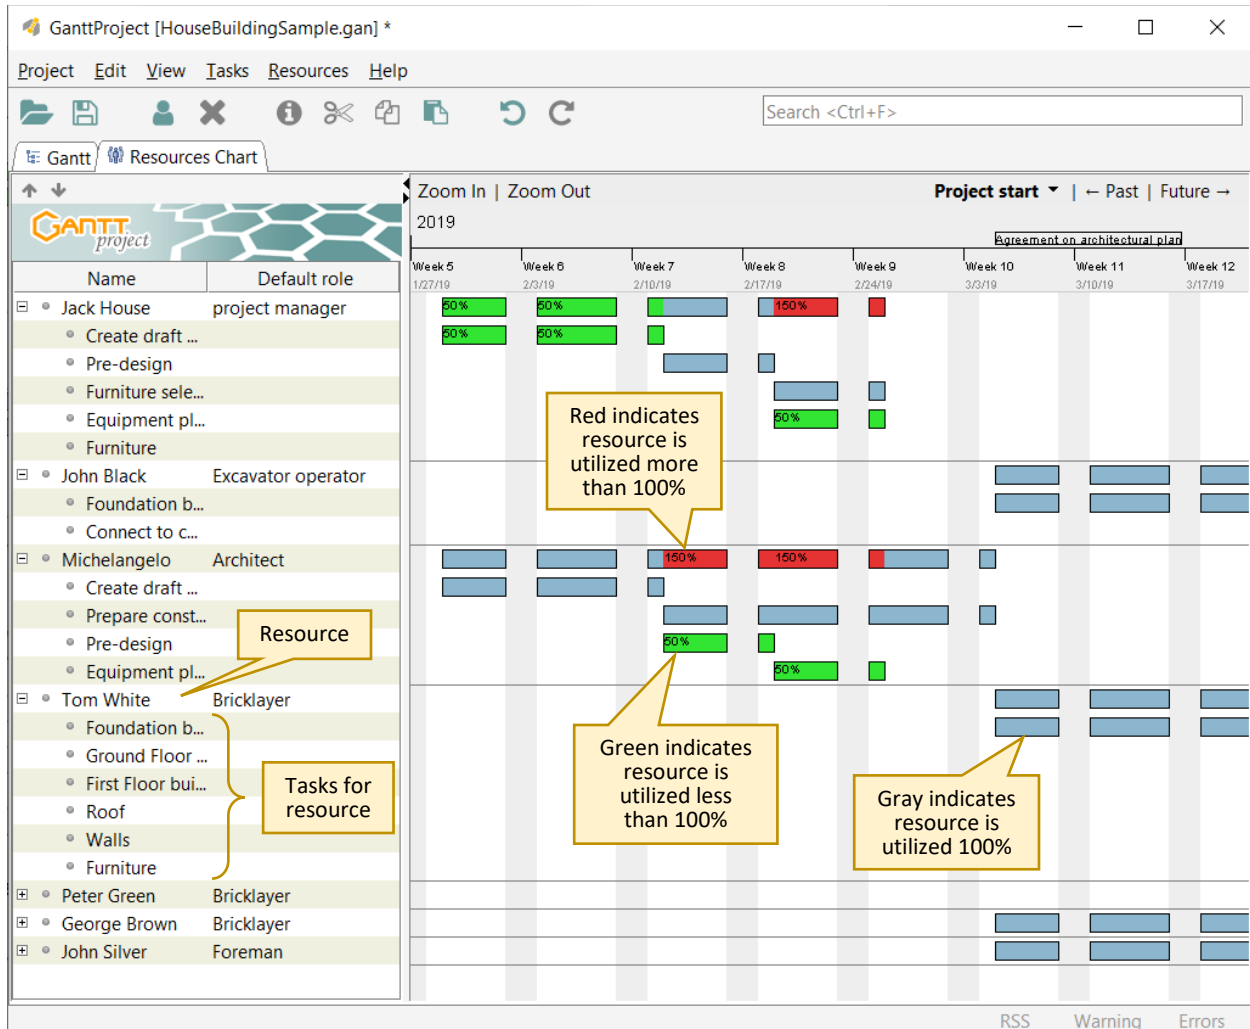 GanttProject [HouseBuildingSample.gan] *
Project Edit View Tasks Resources Help
Search <Ctrl+F>
Gantt Resources Chart
Zoom In | Zoom Out Project start | ← Past | Future →
GANTT project
2019
Agreement on architectural plan
Name Default role
Week 5 Week 6 Week 7 Week 8 Week 9 Week 10 Week 11 Week 12
1/27/19 2/3/19 2/10/19 2/17/19 2/24/19 3/3/19 3/10/19 3/17/19
Jack House project manager 50% 50% 150%
Create draft ... 50% 50%
Pre-design
Furniture sele...
Equipment pl... 50%
Furniture
Red indicates
resource is
utilized more
than 100%
John Black Excavator operator
Foundation b...
Connect to c...
Michelangelo Architect 150% 150%
Create draft ...
Prepare const...
Pre-design 50%
Equipment pl... 50%
Resource
Tom White Bricklayer
Foundation b...
Ground Floor ...
First Floor bui...
Roof
Walls
Furniture
Tasks for
resource
Green indicates
resource is
utilized less
than 100%
Gray indicates
resource is
utilized 100%
Peter Green Bricklayer
George Brown Bricklayer
John Silver Foreman
RSS Warning Errors